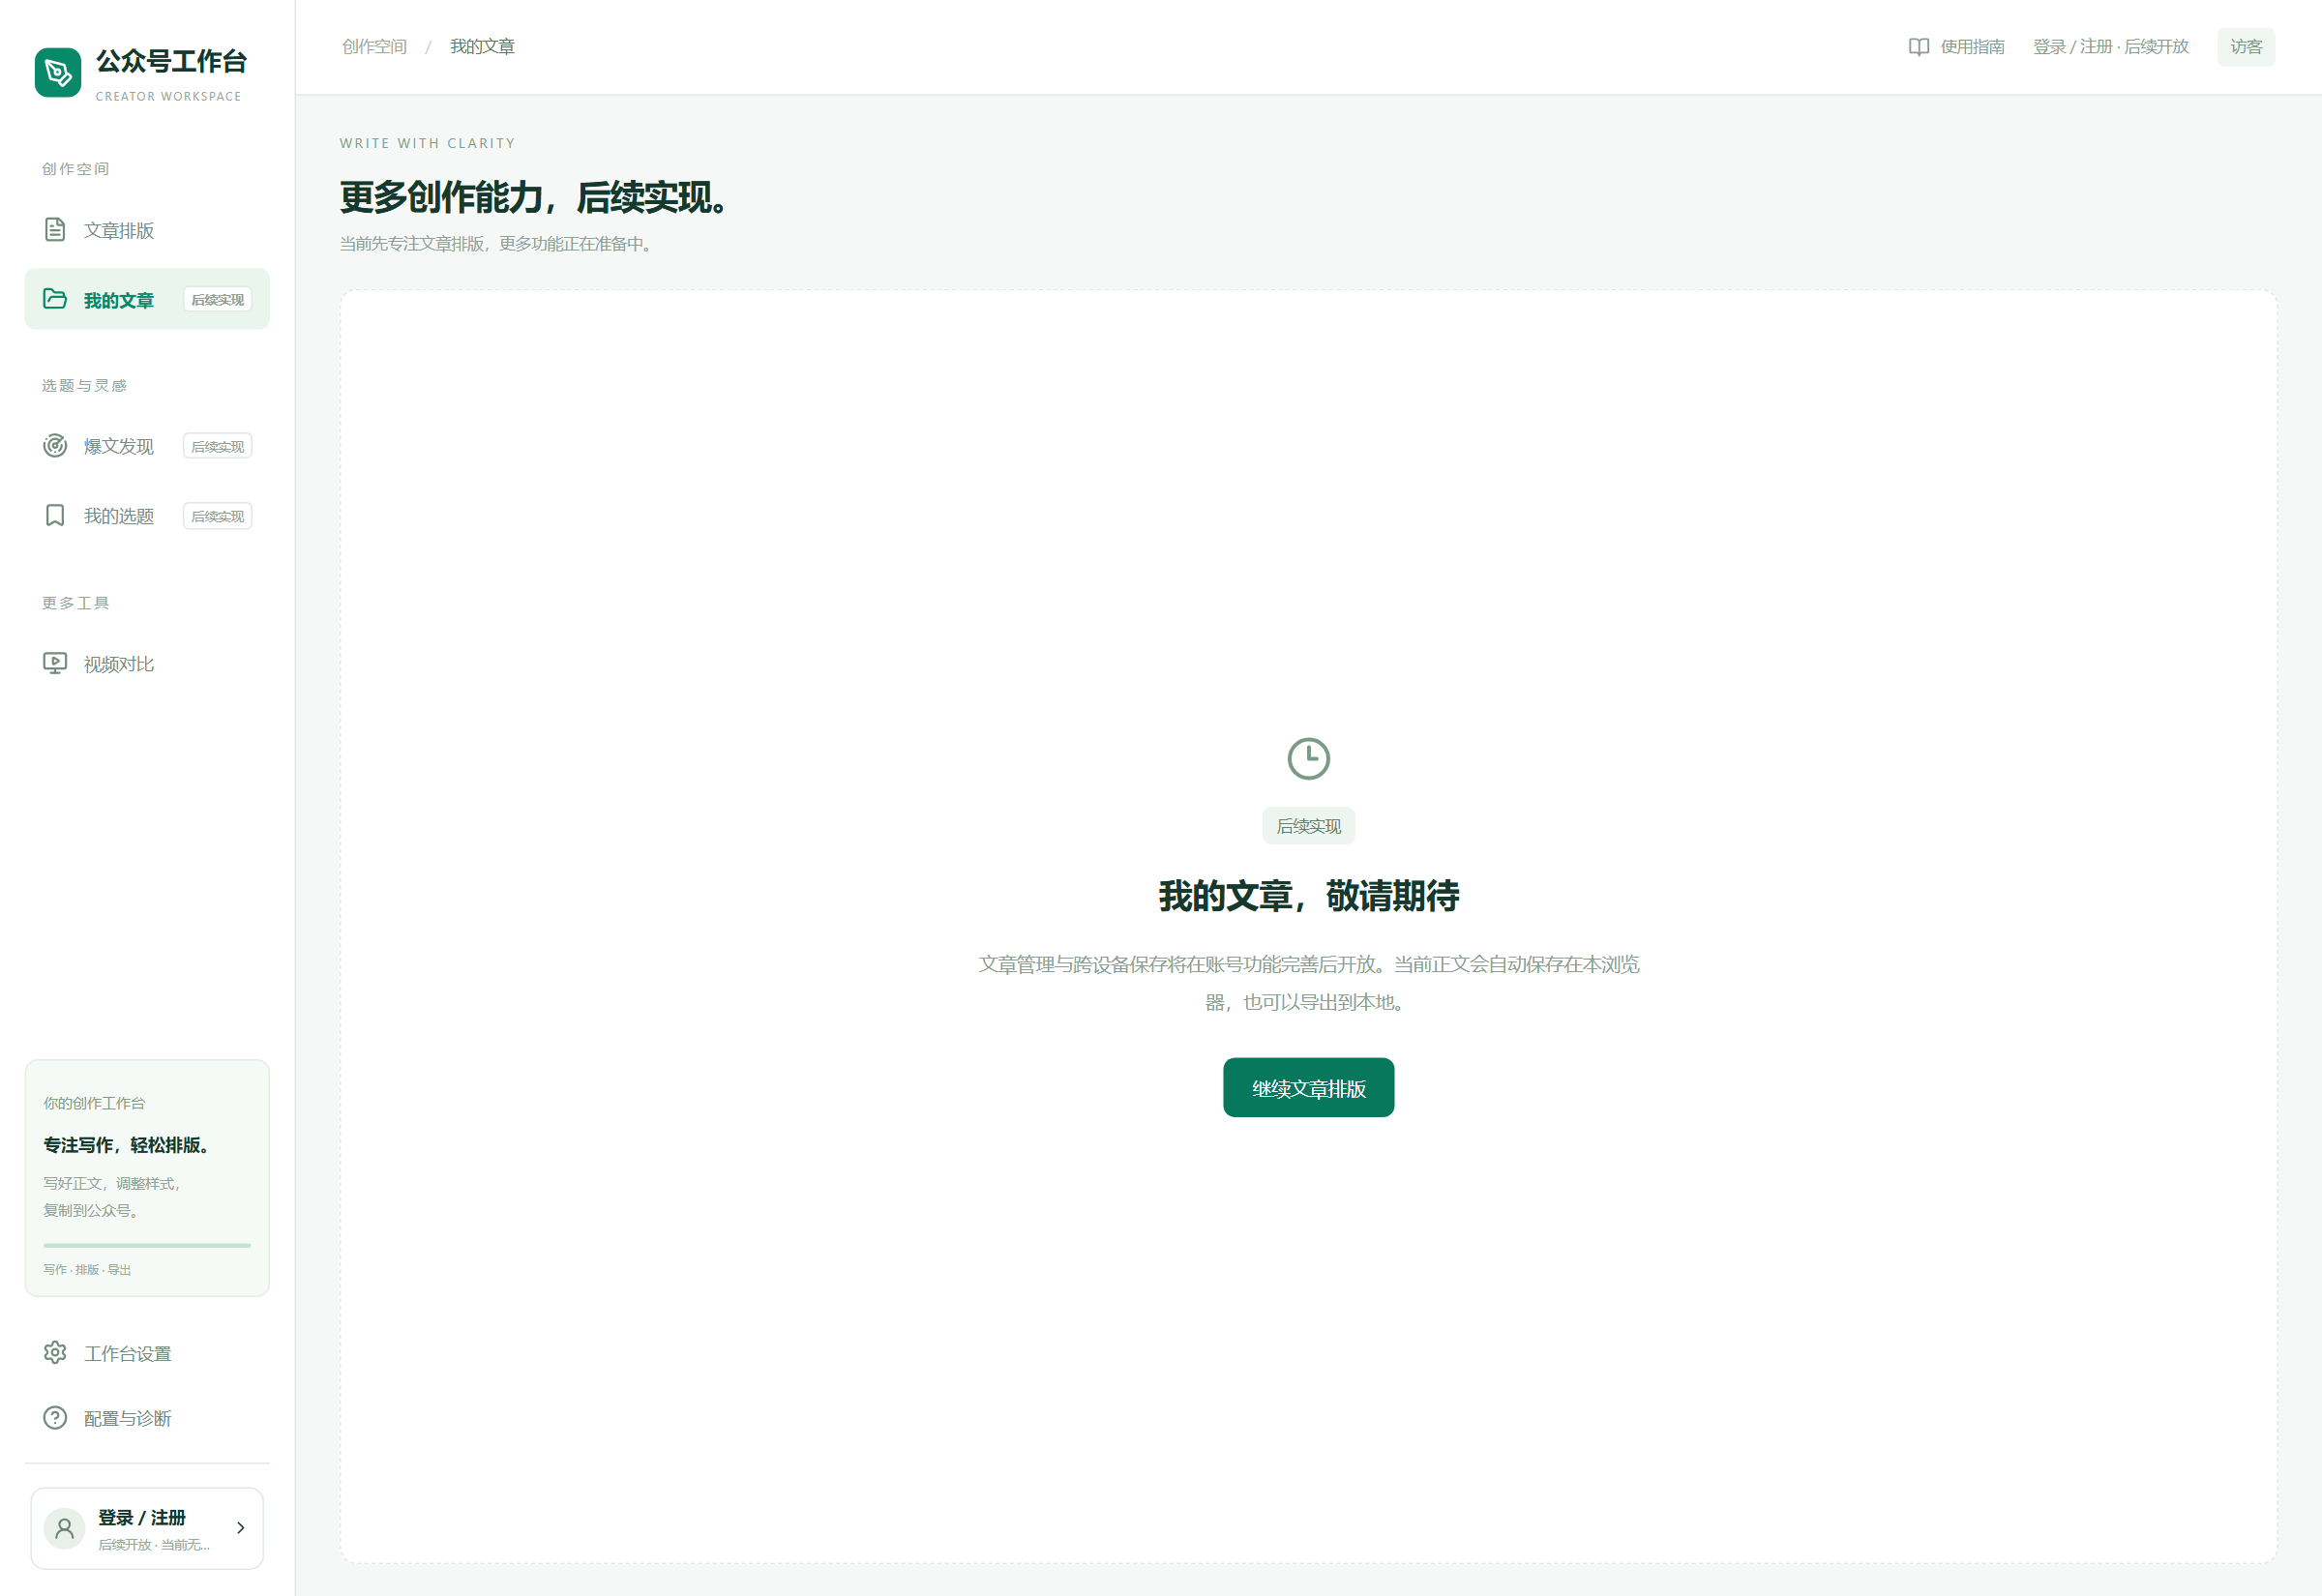 公众号工作台
CREATOR WORKSPACE
创作空间
文章排版
我的文章 后续实现
选题与灵感
爆文发现 后续实现
我的选题 后续实现
更多工具
视频对比
你的创作工作台
专注写作，轻松排版。
写好正文，调整样式，
复制到公众号。
写作 · 排版 · 导出
工作台设置
配置与诊断
登录 / 注册
后续开放 · 当前无...
创作空间 / 我的文章
使用指南 登录 / 注册 · 后续开放 访客
WRITE WITH CLARITY
更多创作能力，后续实现。
当前先专注文章排版，更多功能正在准备中。
后续实现
我的文章，敬请期待
文章管理与跨设备保存将在账号功能完善后开放。当前正文会自动保存在本浏览
器，也可以导出到本地。
继续文章排版